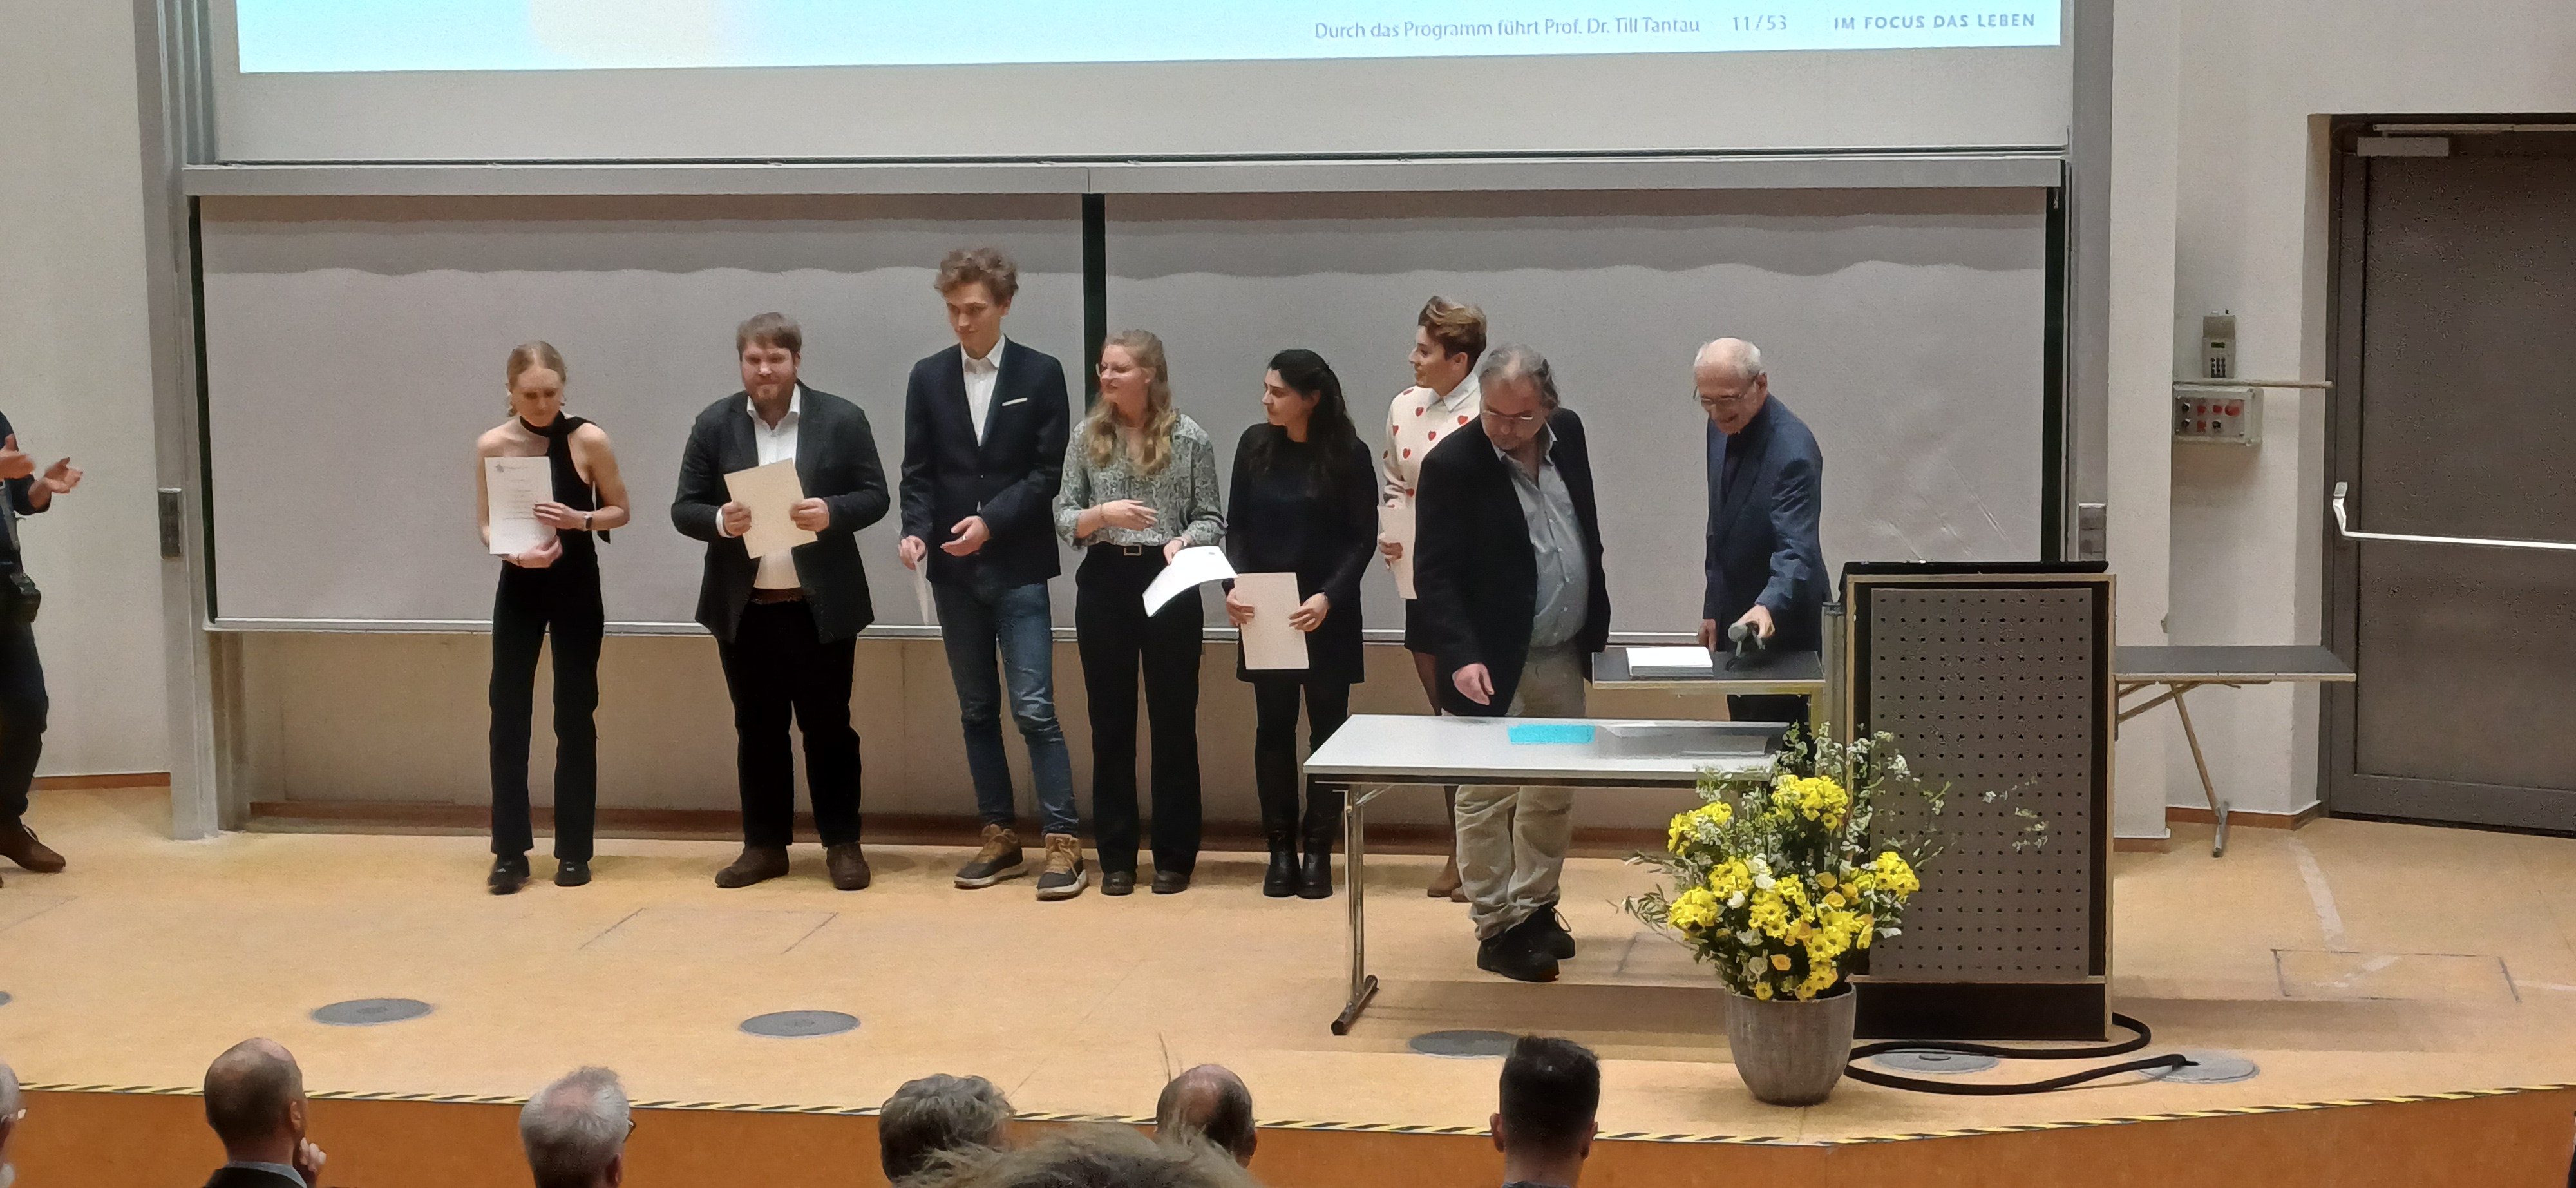 Durch das Programm führt Prof. Dr. Till Tantau 11/53 IM FOCUS DAS LEBEN